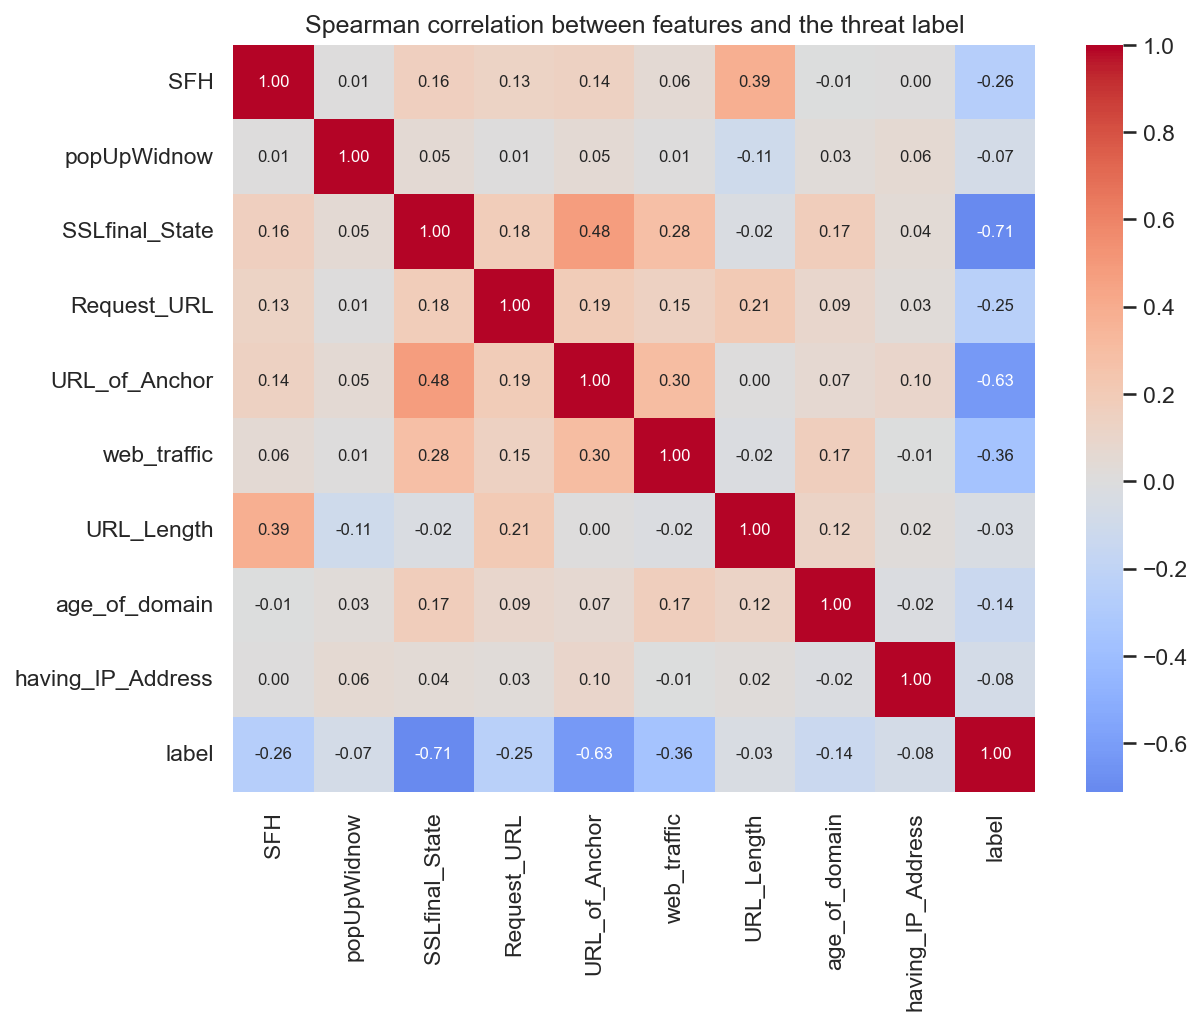 Spearman correlation between features and the threat label
SFH 1.00 0.01 0.16 0.13 0.14 0.06 0.39 -0.01 0.00 -0.26
popUpWidnow 0.01 1.00 0.05 0.01 0.05 0.01 -0.11 0.03 0.06 -0.07
SSLfinal_State 0.16 0.05 1.00 0.18 0.48 0.28 -0.02 0.17 0.04 -0.71
Request_URL 0.13 0.01 0.18 1.00 0.19 0.15 0.21 0.09 0.03 -0.25
URL_of_Anchor 0.14 0.05 0.48 0.19 1.00 0.30 0.00 0.07 0.10 -0.63
web_traffic 0.06 0.01 0.28 0.15 0.30 1.00 -0.02 0.17 -0.01 -0.36
URL_Length 0.39 -0.11 -0.02 0.21 0.00 -0.02 1.00 0.12 0.02 -0.03
age_of_domain -0.01 0.03 0.17 0.09 0.07 0.17 0.12 1.00 -0.02 -0.14
having_IP_Address 0.00 0.06 0.04 0.03 0.10 -0.01 0.02 -0.02 1.00 -0.08
label -0.26 -0.07 -0.71 -0.25 -0.63 -0.36 -0.03 -0.14 -0.08 1.00
SFH
popUpWidnow
SSLfinal_State
Request_URL
URL_of_Anchor
web_traffic
URL_Length
age_of_domain
having_IP_Address
label
1.0
0.8
0.6
0.4
0.2
0.0
−0.2
−0.4
−0.6